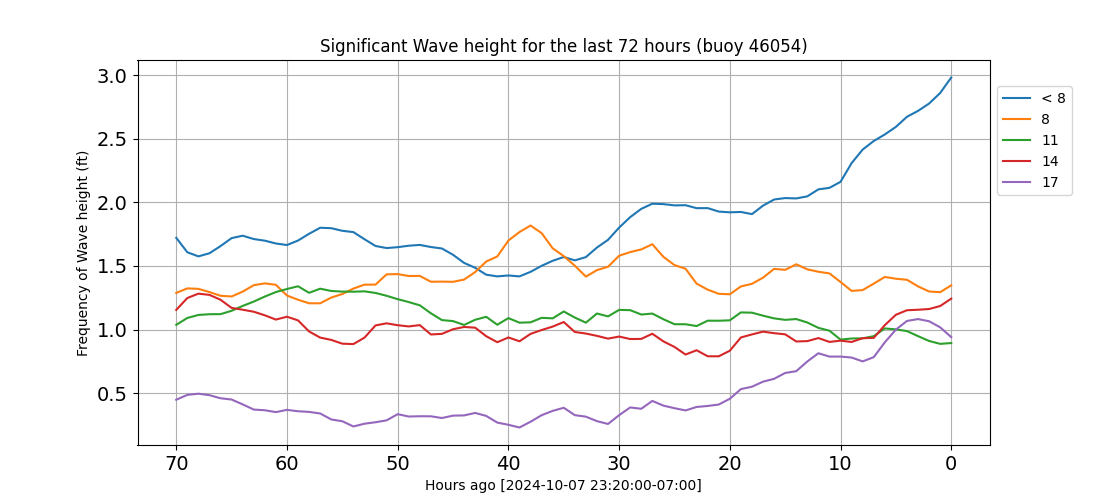 Significant Wave height for the last 72 hours (buoy 46054)
Frequency of Wave height (ft)
3.0
2.5
2.0
1.5
1.0
0.5
70 60 50 40 30 20 10 0
Hours ago [2024-10-07 23:20:00-07:00]
< 8
8
11
14
17